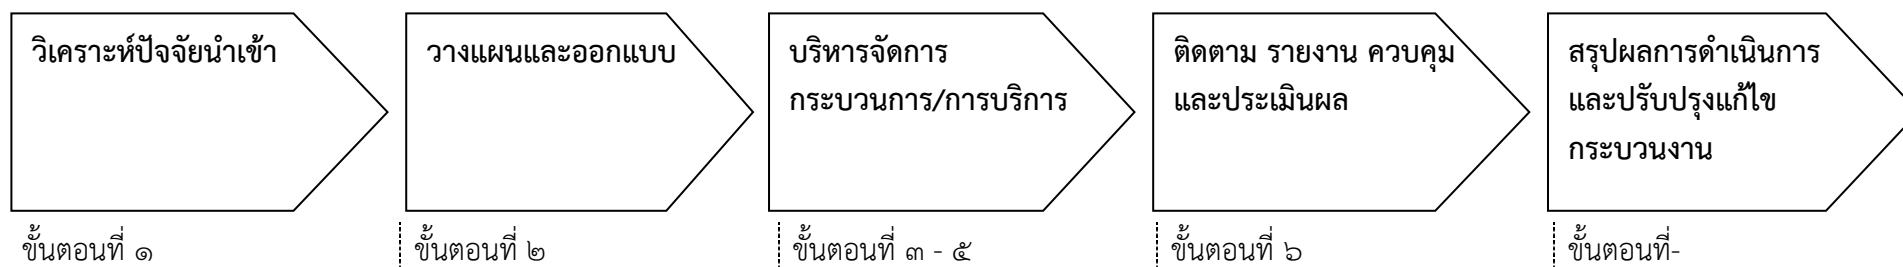 วิเคราะห์ปัจจัยนำเข้า
วางแผนและออกแบบ
บริหารจัดการ
กระบวนการ/การบริการ
ติดตาม รายงาน ควบคุม
และประเมินผล
สรุปผลการดำเนินการ
และปรับปรุงแก้ไข
กระบวนงาน
ขั้นตอนที่ ๑
ขั้นตอนที่ ๒
ขั้นตอนที่ ๓ - ๕
ขั้นตอนที่ ๖
ขั้นตอนที่-